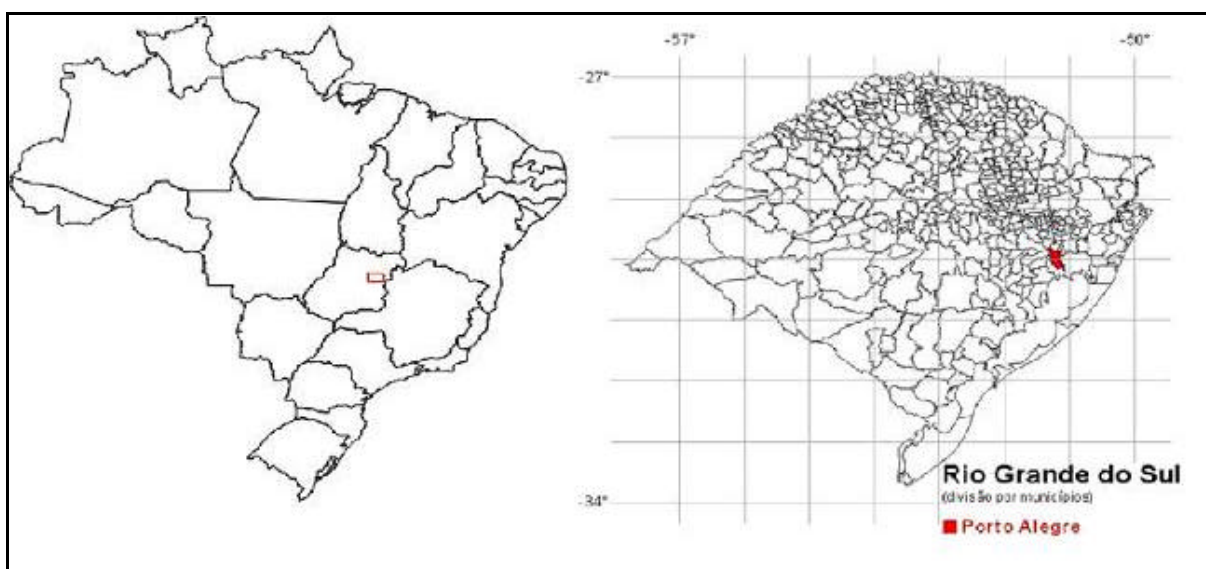 -57° -50°
-27°
-34°
Rio Grande do Sul
(divisão por municípios)
Porto Alegre